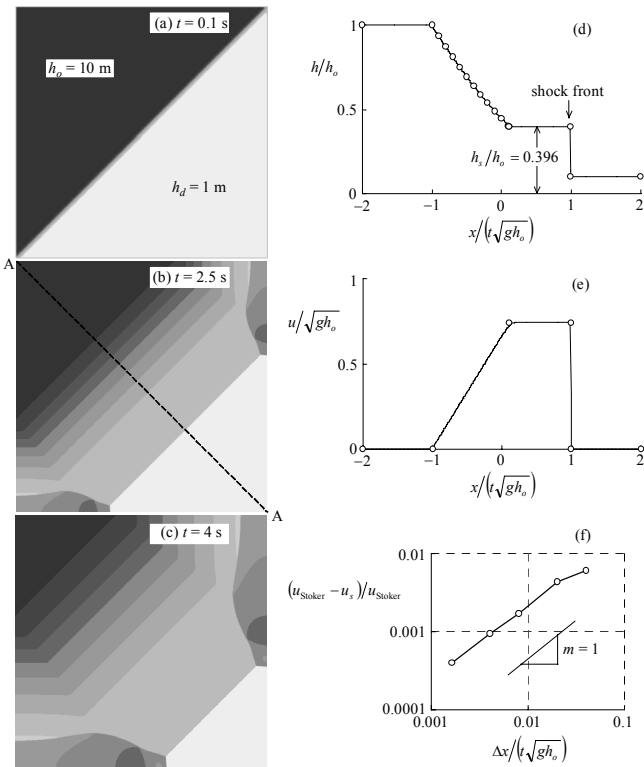 (a) t = 0.1 s
h_o = 10 m
h_d = 1 m
A
(b) t = 2.5 s
A
(c) t = 4 s
(d)
1
h/h_o
shock front
0.5
h_s/h_o = 0.396
0
−2 −1 0 1 2
x/(t√gh_o)
(e)
1
u/√gh_o
0.5
0
−2 −1 0 1 2
x/(t√gh_o)
(f)
0.01
(u_Stoker − u_s)/u_Stoker
0.001
m = 1
0.0001
0.001 0.01 0.1
Δx/(t√gh_o)